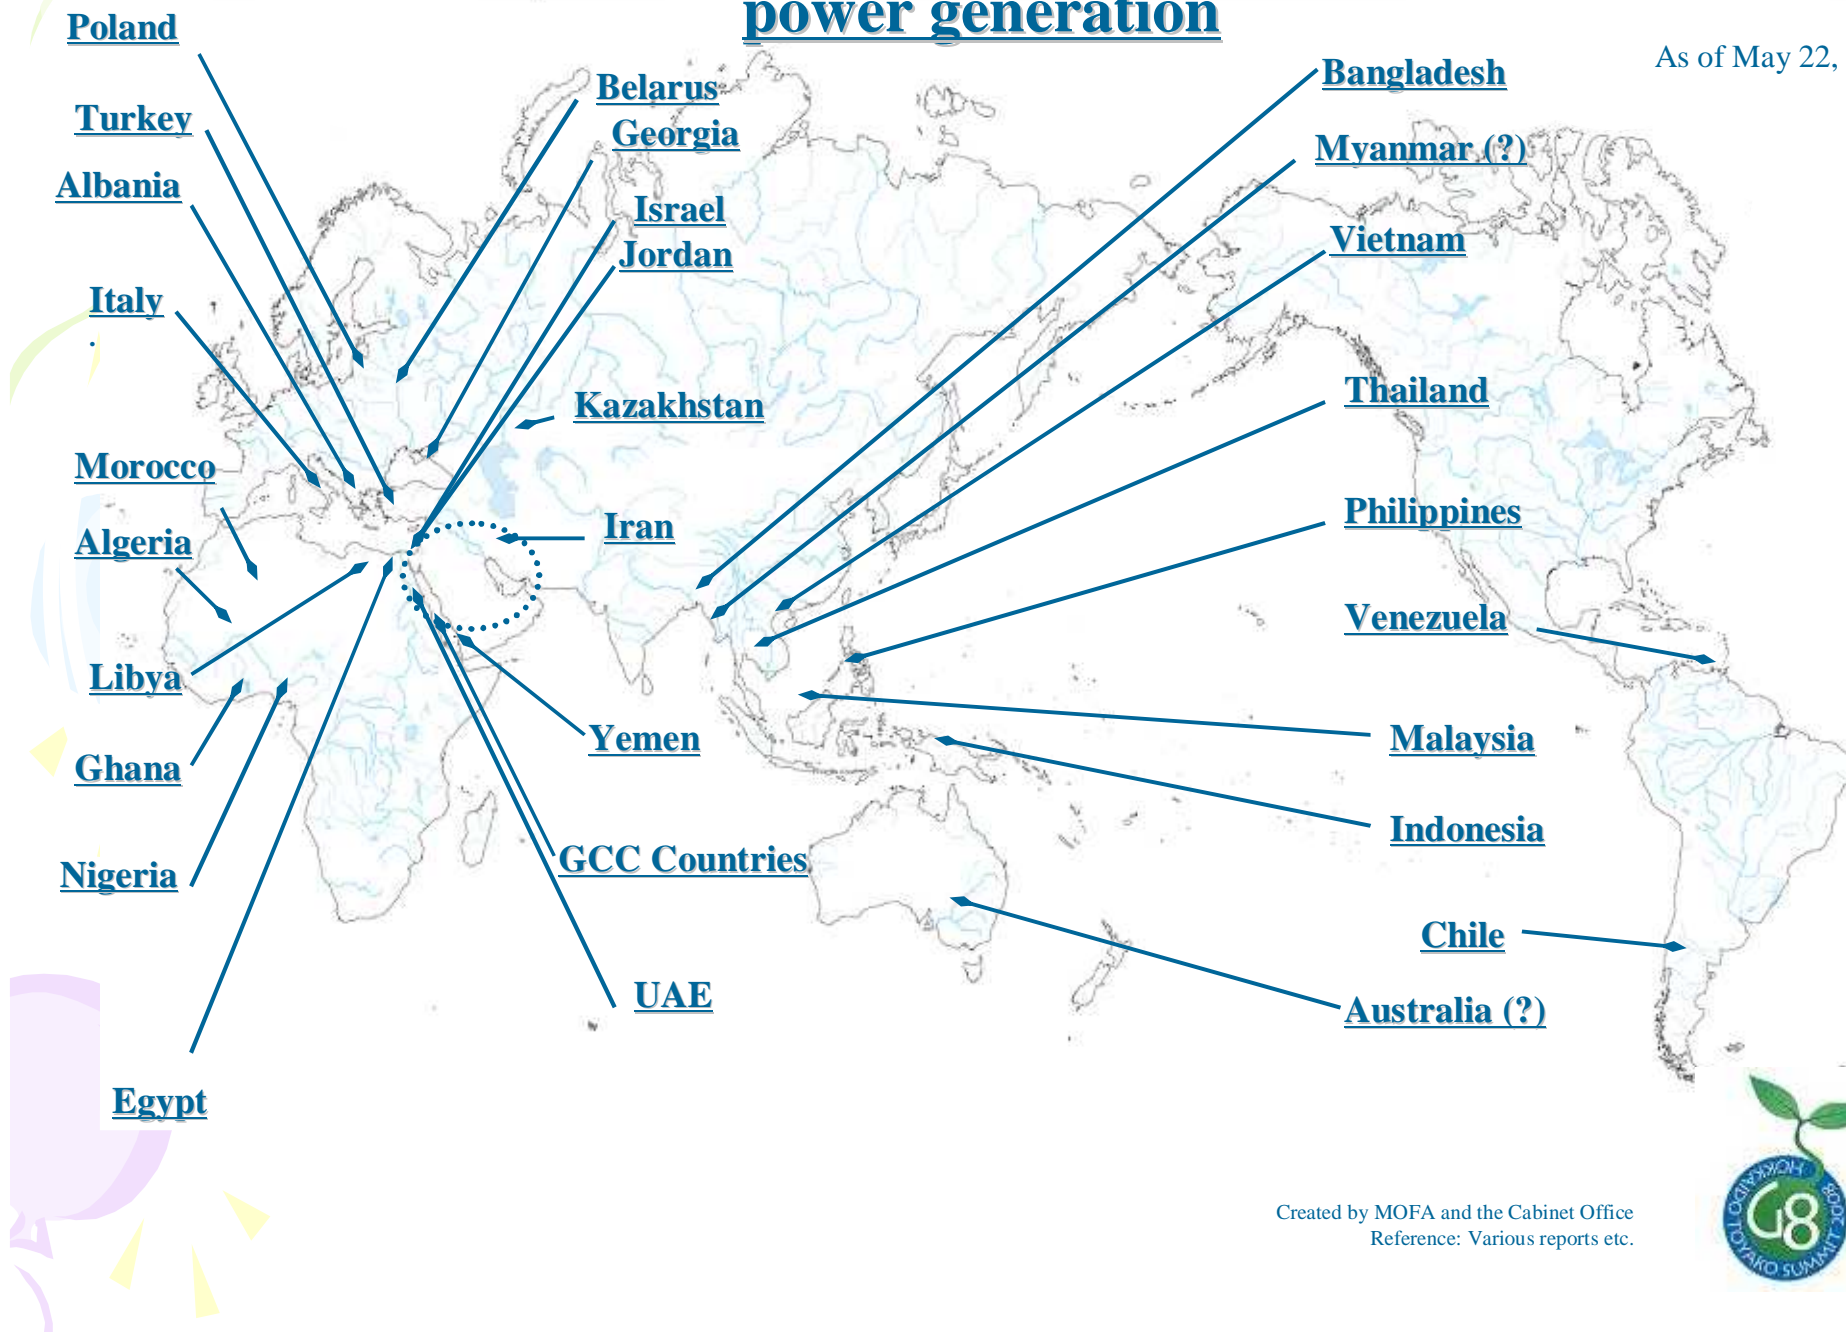 power generation
As of May 22,
Poland
Turkey
Albania
Italy
.
Morocco
Algeria
Libya
Ghana
Nigeria
Egypt
Belarus
Georgia
Israel
Jordan
Kazakhstan
Iran
Yemen
GCC Countries
UAE
Bangladesh
Myanmar (?)
Vietnam
Thailand
Philippines
Venezuela
Malaysia
Indonesia
Chile
Australia (?)
Created by MOFA and the Cabinet Office
Reference: Various reports etc.
G8
HOKKAIDO TOYAKO SUMMIT 2008